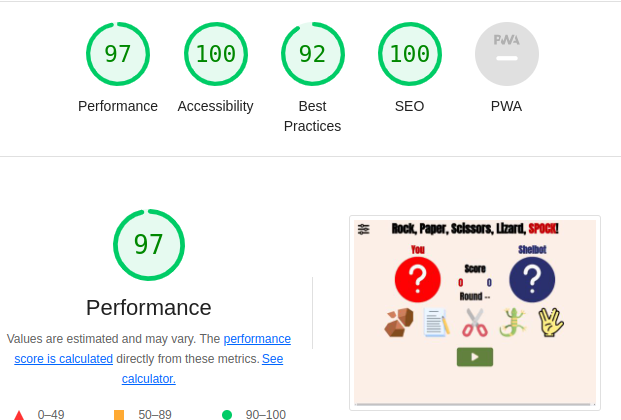 97
100
92
100
PWA
Performance
Accessibility
Best
Practices
SEO
PWA
97
Performance
Values are estimated and may vary. The performance
score is calculated directly from these metrics. See
calculator.
0–49
50–89
90–100
Rock, Paper, Scissors, Lizard, SPOCK!
You
Shelbot
?
?
Score
0
0
Round --